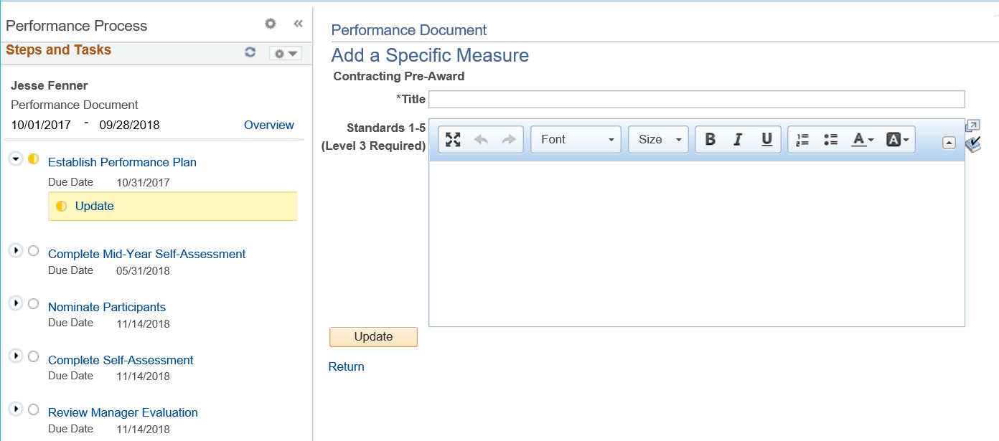 Performance Process
Steps and Tasks
Jesse Fenner
Performance Document
10/01/2017 - 09/28/2018 Overview
Establish Performance Plan
Due Date 10/31/2017
Update
Complete Mid-Year Self-Assessment
Due Date 05/31/2018
Nominate Participants
Due Date 11/14/2018
Complete Self-Assessment
Due Date 11/14/2018
Review Manager Evaluation
Due Date 11/14/2018
Performance Document
Add a Specific Measure
Contracting Pre-Award
*Title
Standards 1-5
(Level 3 Required)
Font Size B I U A A
Update
Return